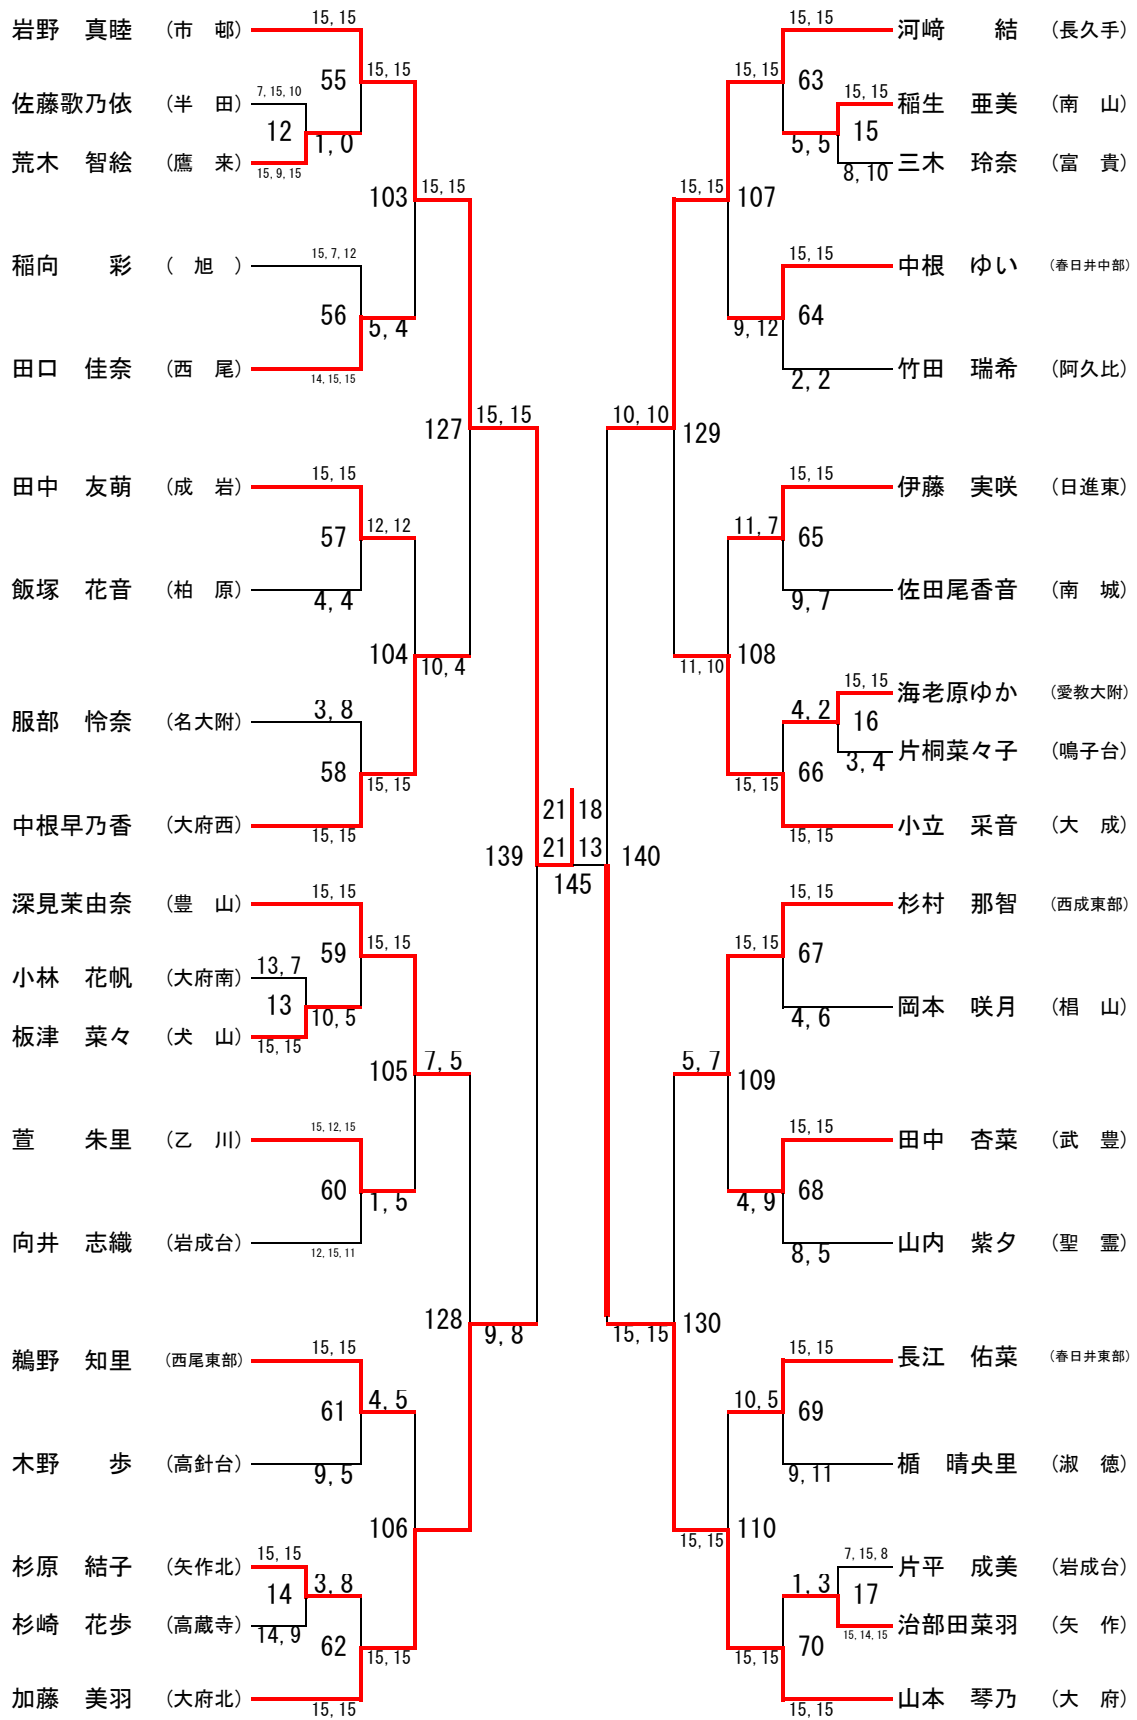 15, 15
岩野　真睦　（市　邨）
55
15, 15
7, 15, 10
佐藤歌乃依　（半　田）
12
1, 0
荒木　智絵　（鷹　来）
15, 9, 15
103
15, 15
15, 7, 12
稲向　　彩　（　旭　）
56
5, 4
田口　佳奈　（西　尾）
14, 15, 15
127
15, 15
15, 15
田中　友萌　（成　岩）
57
12, 12
飯塚　花音　（柏　原）
4, 4
104
10, 4
3, 8
服部　怜奈　（名大附）
58
15, 15
中根早乃香　（大府西）
15, 15
139
15, 15
深見茉由奈　（豊　山）
59
15, 15
13, 7
小林　花帆　（大府南）
13
10, 5
板津　菜々　（犬　山）
15, 15
105
7, 5
15, 12, 15
萱　　朱里　（乙　川）
60
1, 5
向井　志織　（岩成台）
12, 15, 11
128
9, 8
15, 15
鵜野　知里　（西尾東部）
61
4, 5
木野　　歩　（高針台）
9, 5
106
15, 15
杉原　結子　（矢作北）
14
3, 8
杉崎　花歩　（高蔵寺）
14, 9
62
15, 15
加藤　美羽　（大府北）
15, 15
21 18
21 13
145
15, 15
河﨑　　結　（長久手）
63
15, 15
15, 15
稲生　亜美　（南　山）
15
5, 5
三木　玲奈　（富　貴）
8, 10
107
15, 15
15, 15
中根　ゆい　（春日井中部）
64
9, 12
竹田　瑞希　（阿久比）
2, 2
10, 10
129
15, 15
伊藤　実咲　（日進東）
11, 7
65
佐田尾香音　（南　城）
9, 7
108
11, 10
15, 15
海老原ゆか　（愛教大附）
4, 2
16
片桐菜々子　（鳴子台）
3, 4
66
15, 15
小立　采音　（大　成）
15, 15
140
15, 15
杉村　那智　（西成東部）
15, 15
67
岡本　咲月　（椙　山）
4, 6
5, 7
109
15, 15
田中　杏菜　（武　豊）
68
4, 9
山内　紫夕　（聖　霊）
8, 5
130
15, 15
15, 15
長江　佑菜　（春日井東部）
10, 5
69
楯　晴央里　（淑　徳）
9, 11
110
15, 15
7, 15, 8
片平　成美　（岩成台）
1, 3
17
治部田菜羽　（矢　作）
15, 14, 15
70
15, 15
山本　琴乃　（大　府）
15, 15